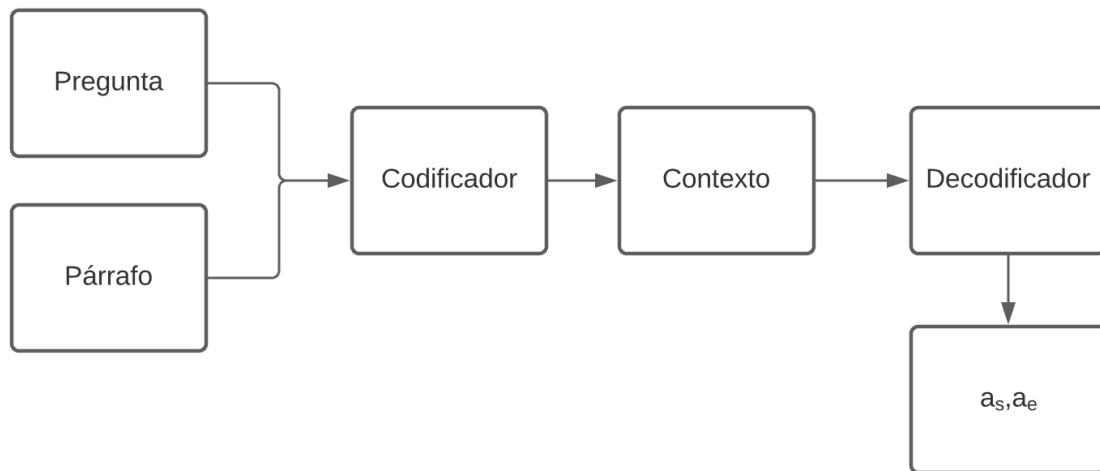 Pregunta
Párrafo
Codificador
Contexto
Decodificador
aₛ,aₑ